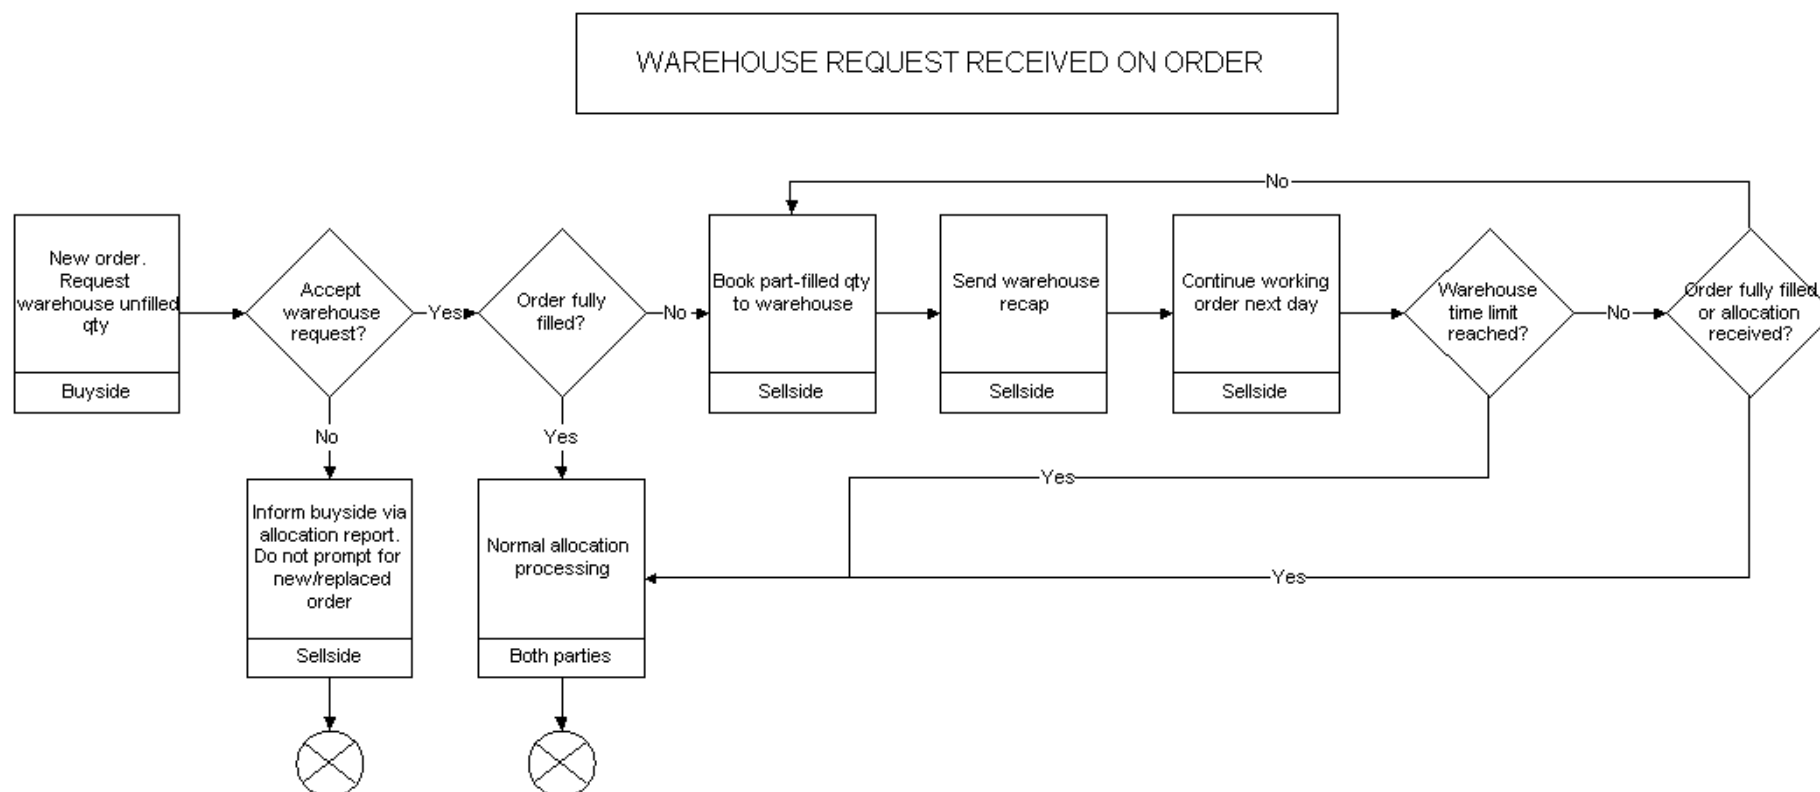 WAREHOUSE REQUEST RECEIVED ON ORDER
No
New order.
Request
warehouse unfilled
qty
Buyside
Accept
warehouse
request?
Yes
Order fully
filled?
No
Book part-filled qty
to warehouse
Sellside
Send warehouse
recap
Sellside
Continue working
order next day
Sellside
Warehouse
time limit
reached?
No
Order fully filled
or allocation
received?
No
Yes
Yes
Yes
Inform buyside via
allocation report.
Do not prompt for
new/replaced
order
Sellside
Normal allocation
processing
Both parties